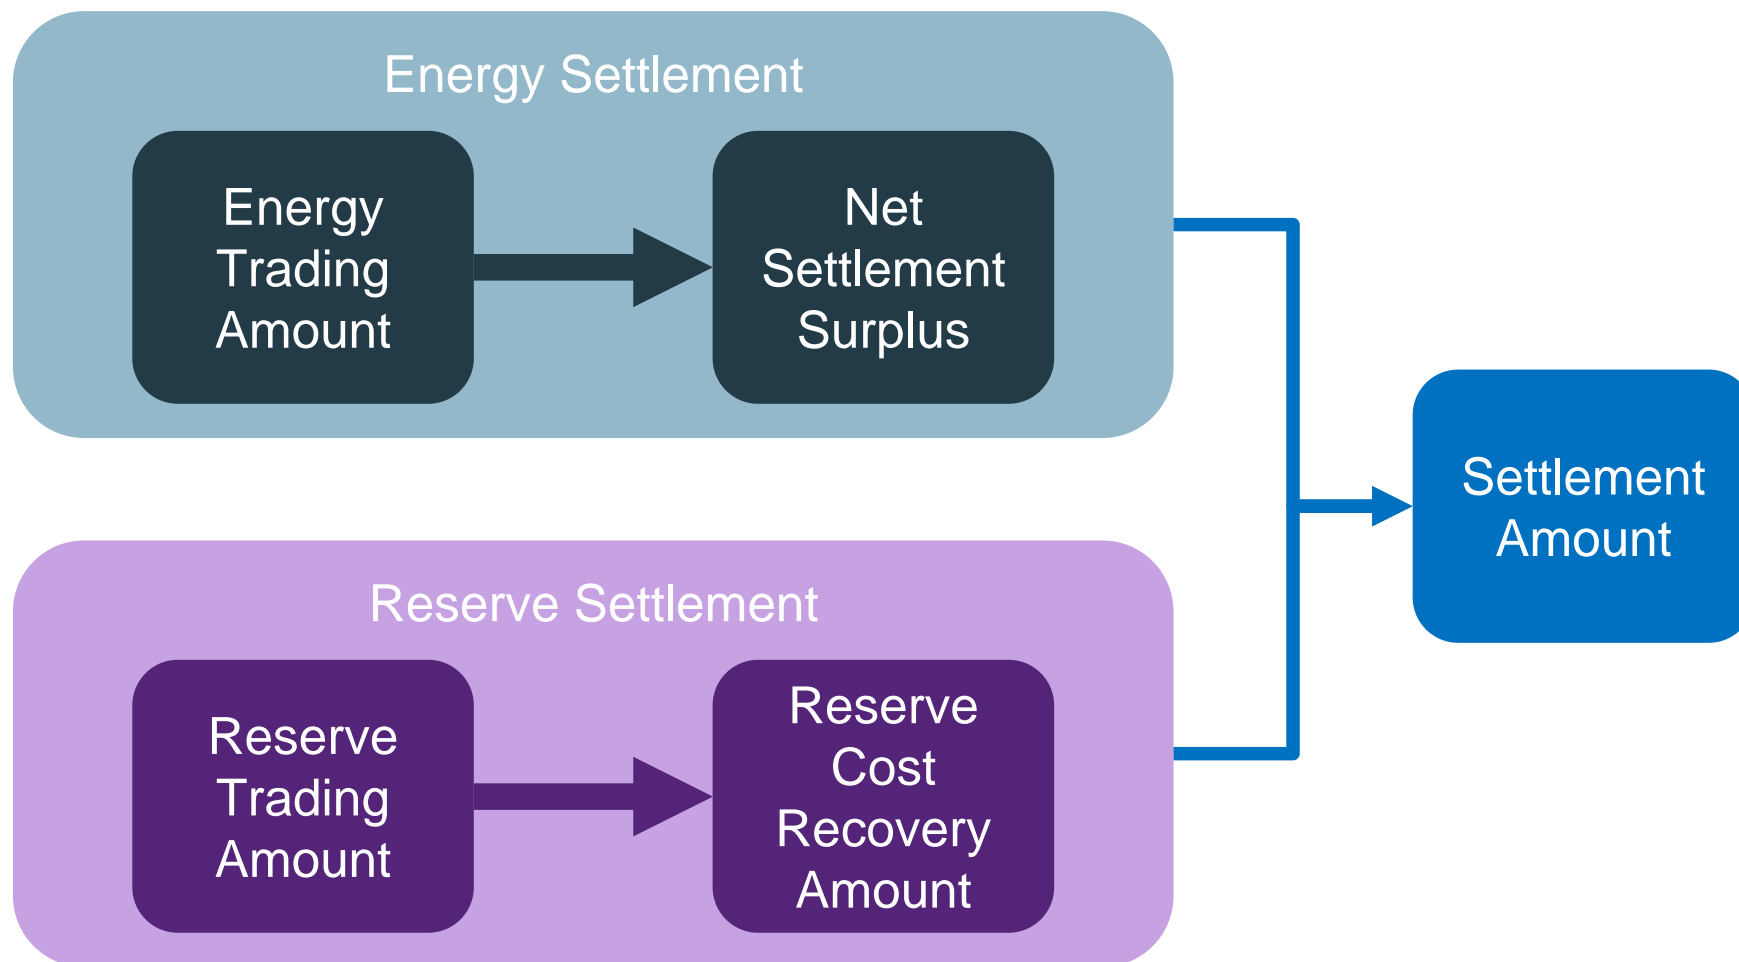 Energy Settlement
Energy
Trading
Amount
Net
Settlement
Surplus
Settlement
Amount
Reserve Settlement
Reserve
Trading
Amount
Reserve
Cost
Recovery
Amount